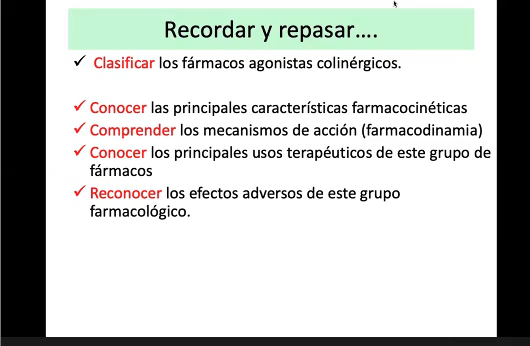 Recordar y repasar....
✓ Clasificar los fármacos agonistas colinérgicos.
✓ Conocer las principales características farmacocinéticas
✓ Comprender los mecanismos de acción (farmacodinamia)
✓ Conocer los principales usos terapéuticos de este grupo de
fármacos
✓ Reconocer los efectos adversos de este grupo
farmacológico.